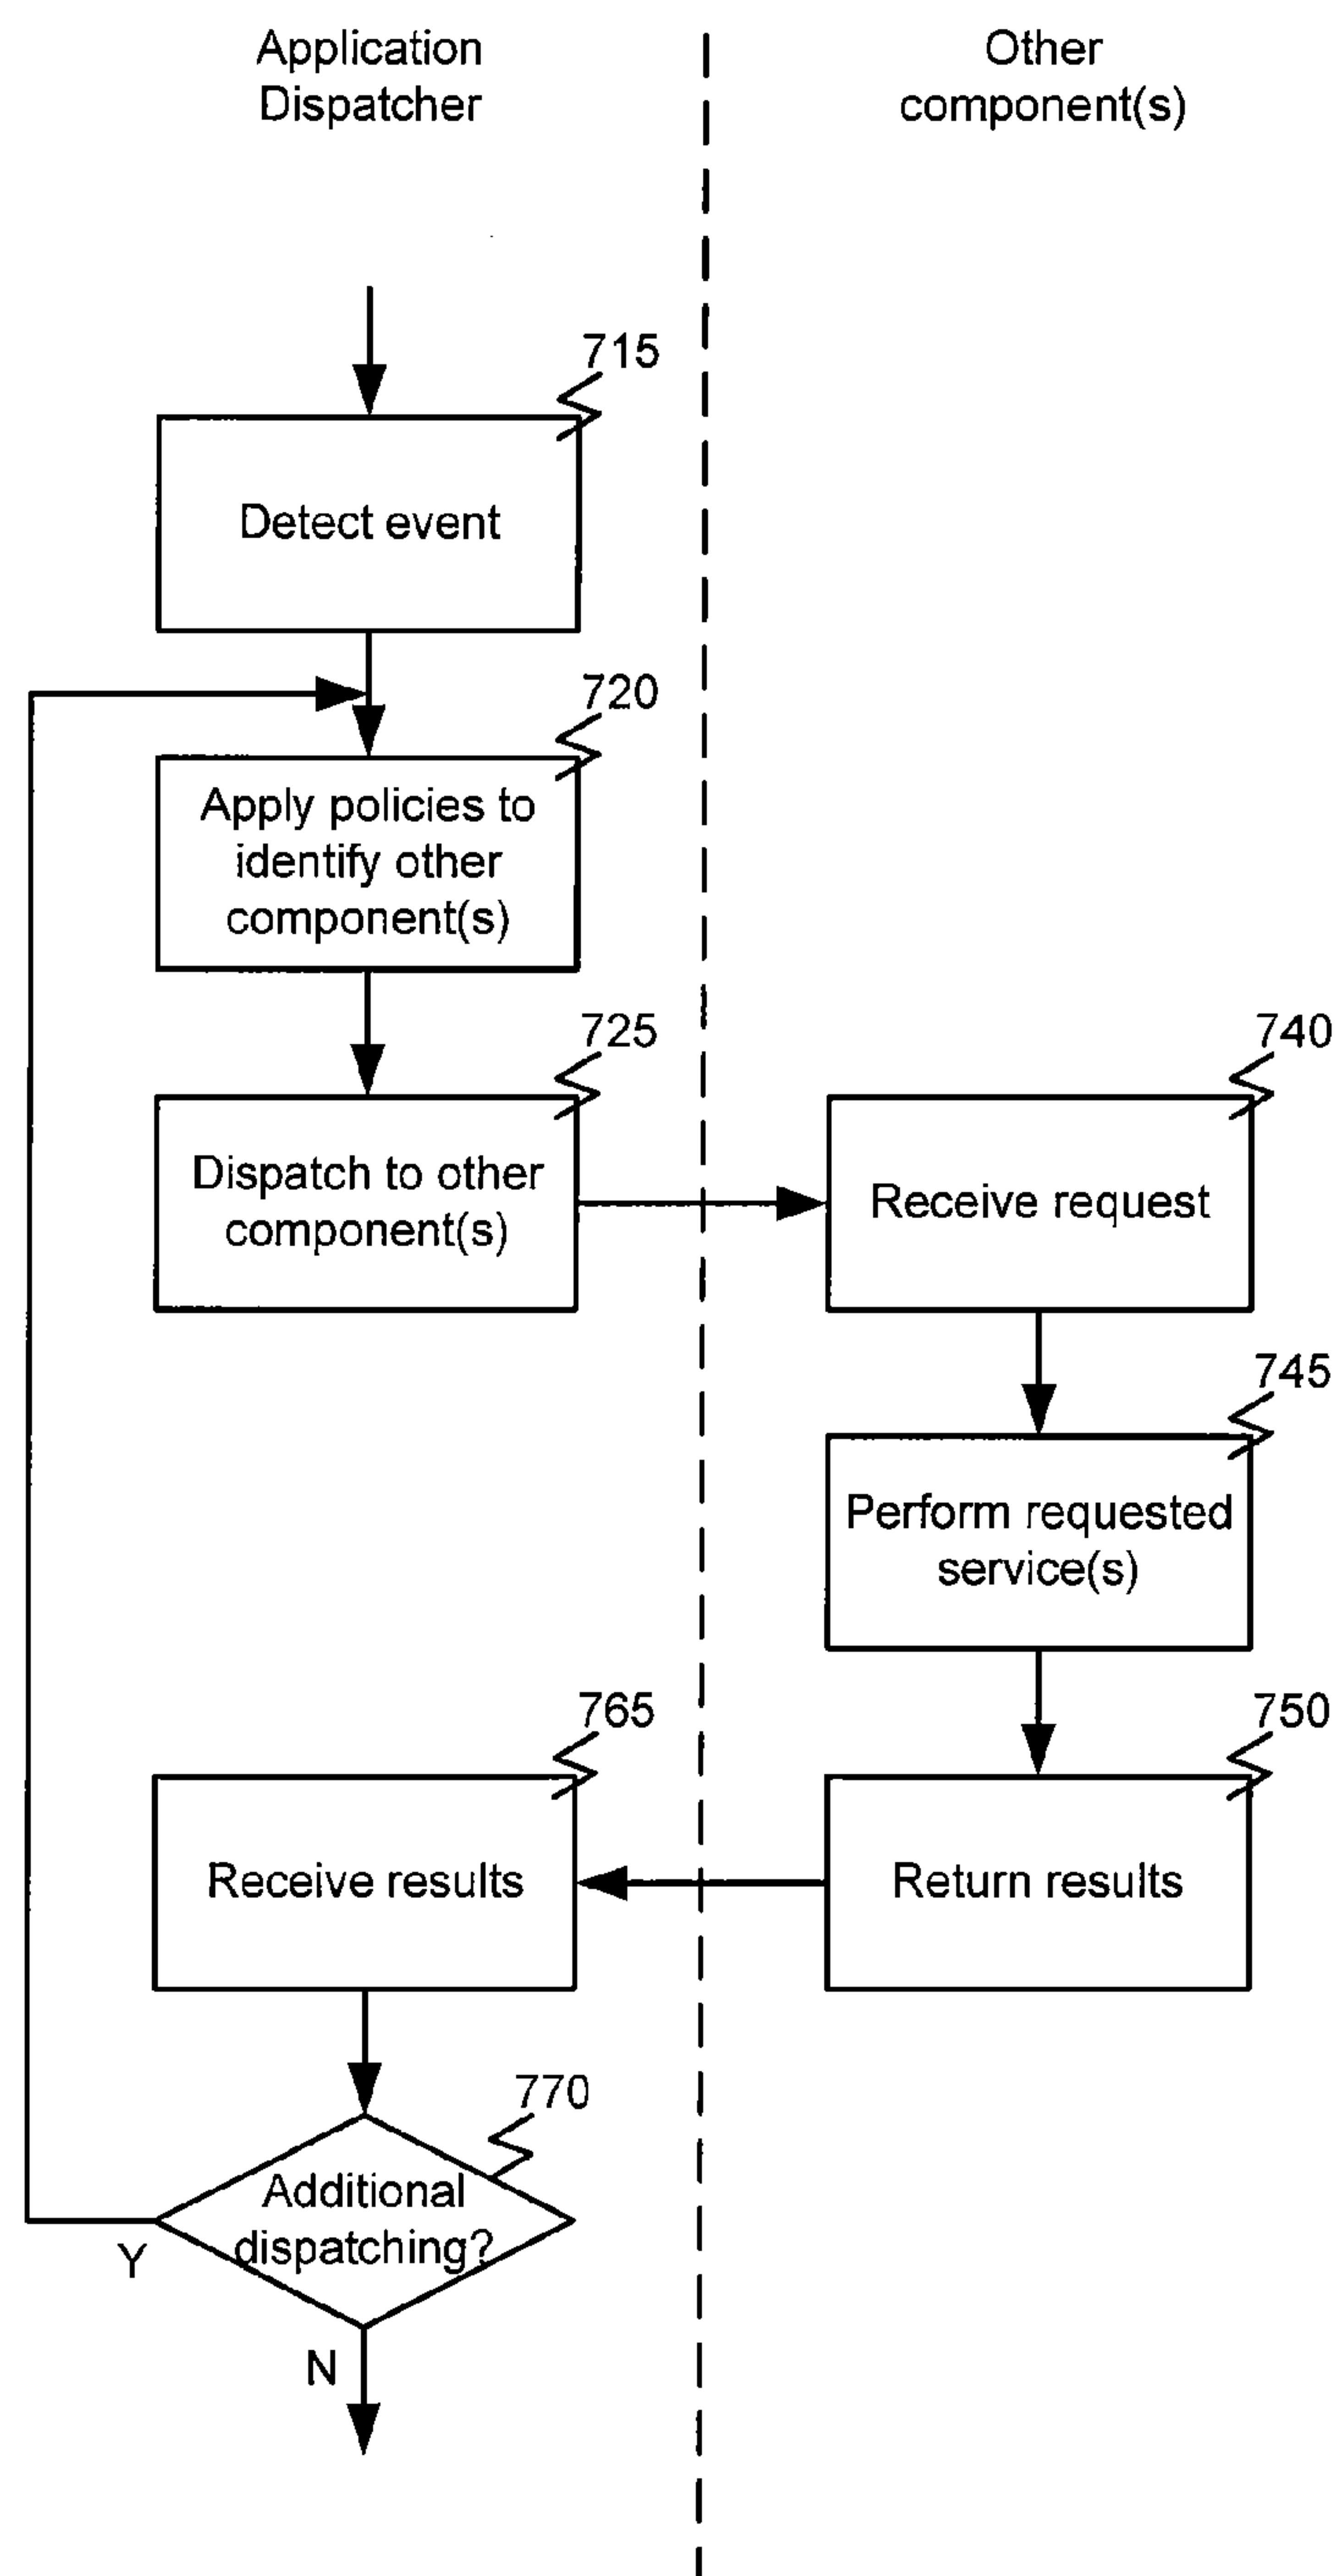 Application
Dispatcher
Other
component(s)
715
Detect event
720
Apply policies to
identify other
component(s)
725
Dispatch to other
component(s)
740
Receive request
745
Perform requested
service(s)
750
Return results
765
Receive results
770
Additional
dispatching?
Y
N